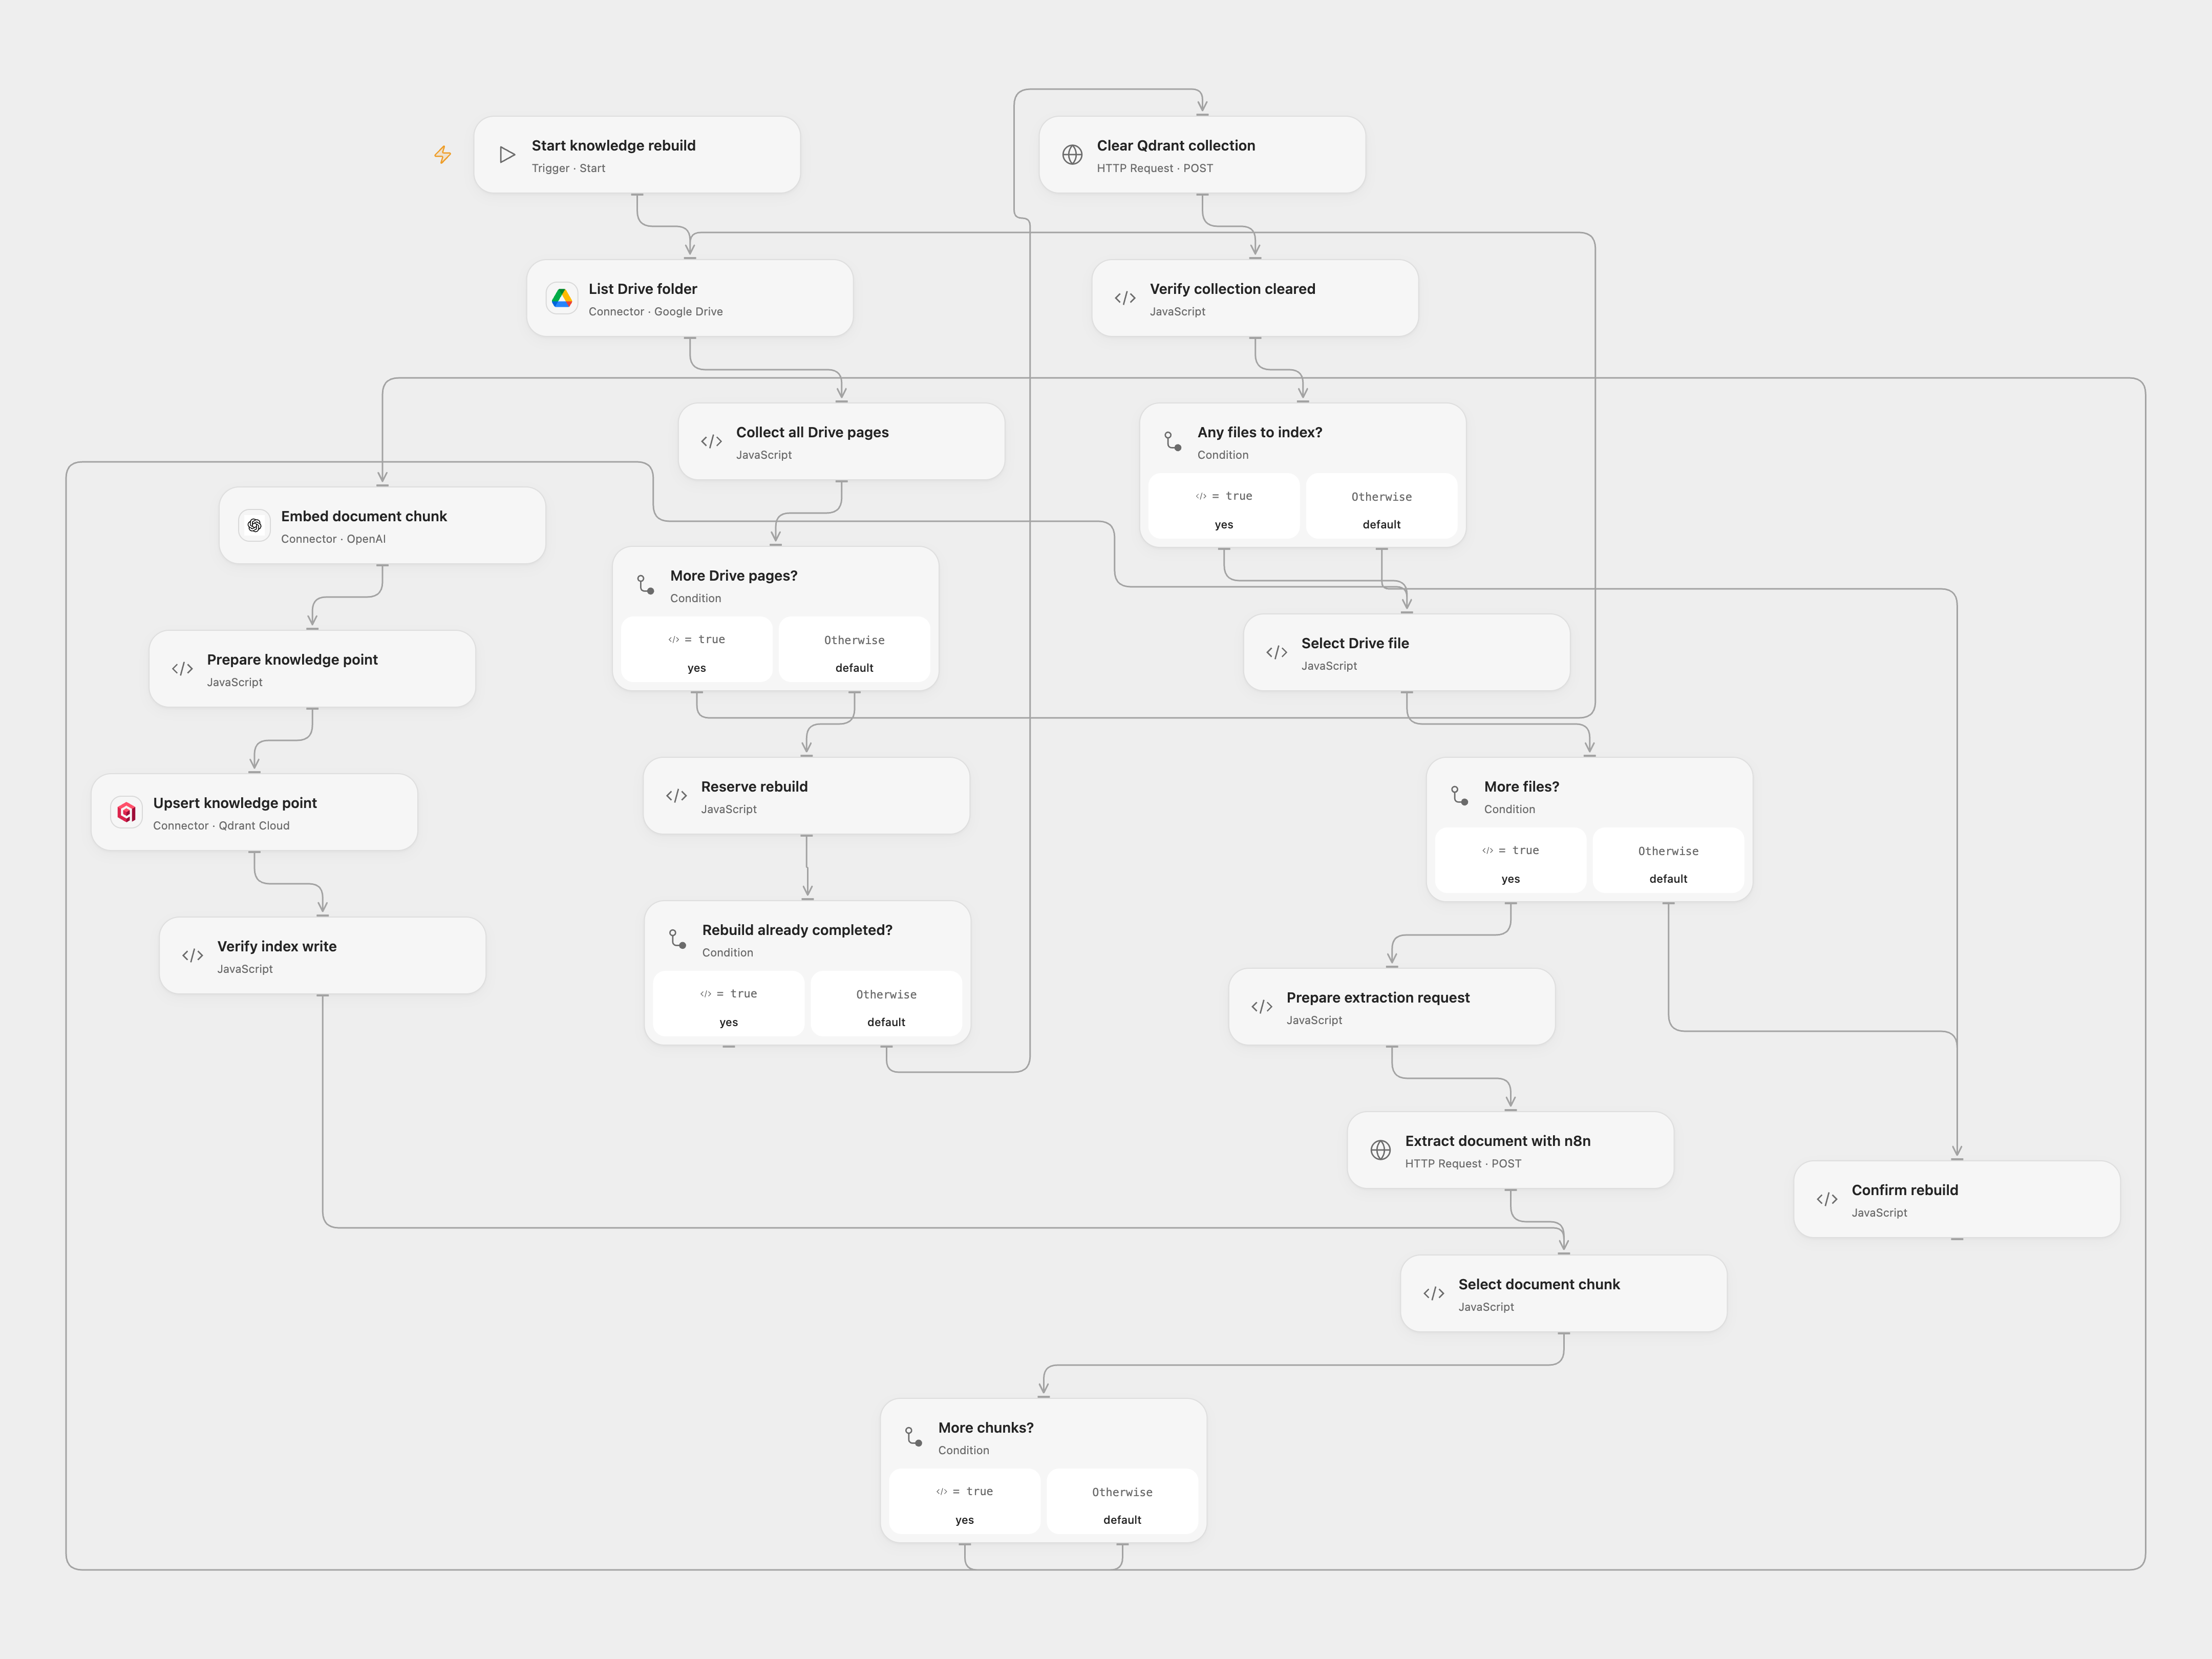 Start knowledge rebuild
Trigger · Start
Clear Qdrant collection
HTTP Request · POST
List Drive folder
Connector · Google Drive
Verify collection cleared
JavaScript
Collect all Drive pages
JavaScript
Any files to index?
Condition
</> = true
yes
Otherwise
default
Embed document chunk
Connector · OpenAI
More Drive pages?
Condition
</> = true
yes
Otherwise
default
Select Drive file
JavaScript
Prepare knowledge point
JavaScript
Upsert knowledge point
Connector · Qdrant Cloud
Reserve rebuild
JavaScript
More files?
Condition
</> = true
yes
Otherwise
default
Verify index write
JavaScript
Rebuild already completed?
Condition
</> = true
yes
Otherwise
default
Prepare extraction request
JavaScript
Extract document with n8n
HTTP Request · POST
Confirm rebuild
JavaScript
Select document chunk
JavaScript
More chunks?
Condition
</> = true
yes
Otherwise
default